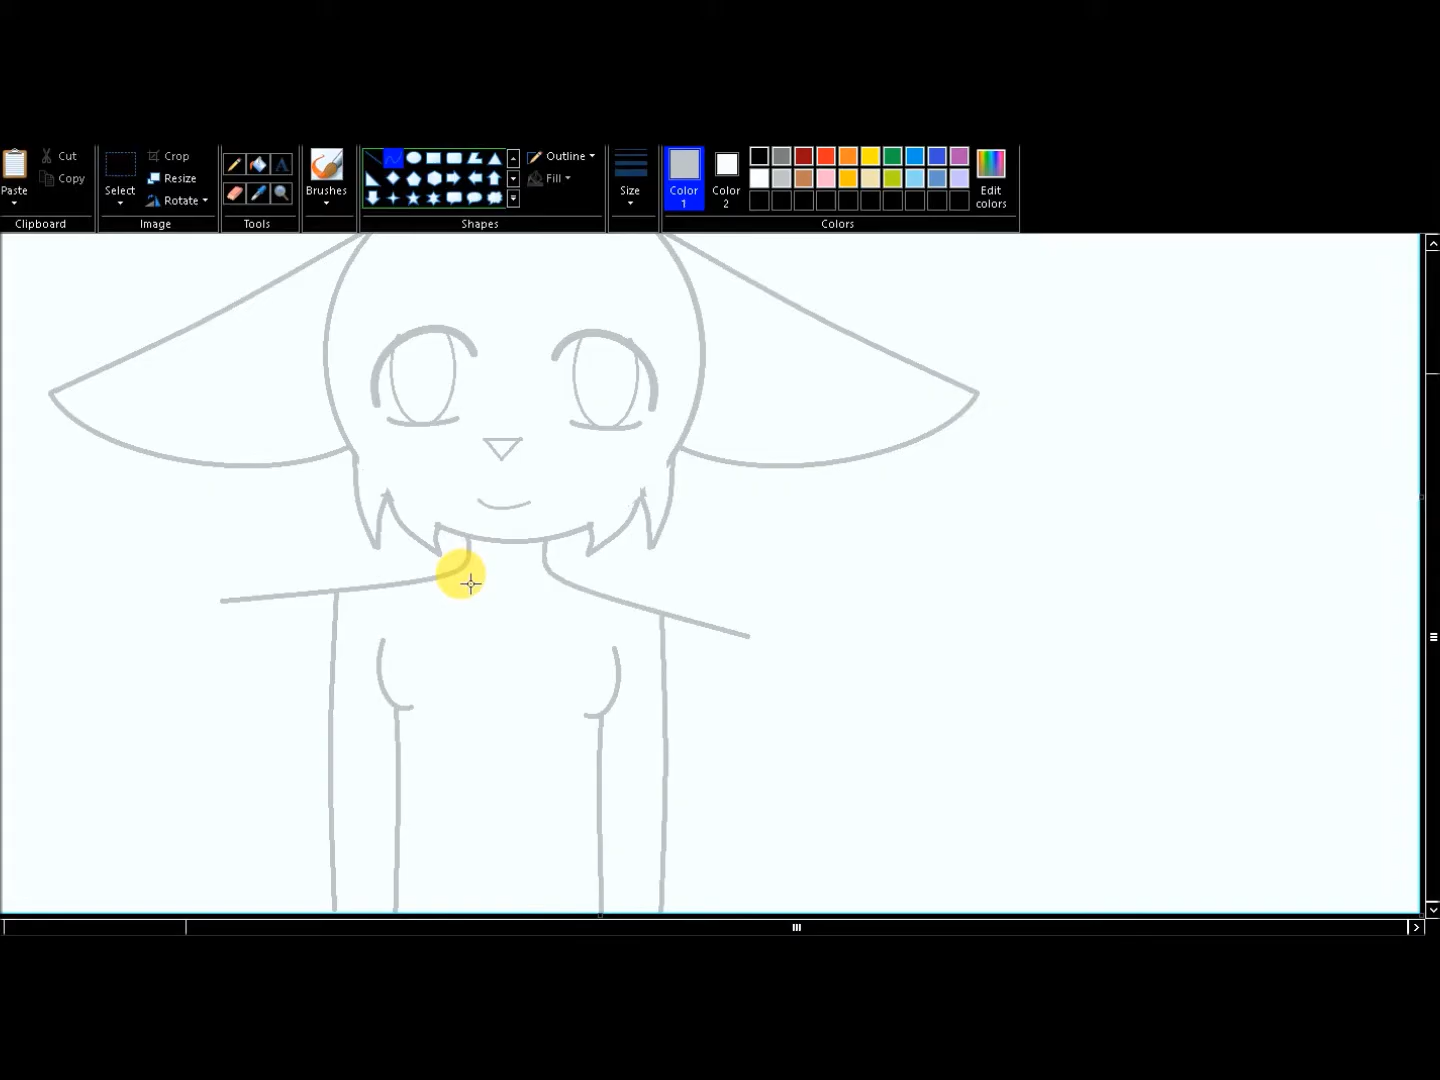 Cut
Crop
Outline
Copy
Resize
Fill
Paste
Select
Rotate
Brushes
Size
Color
1
Color
2
Edit
colors
Clipboard
Image
Tools
Shapes
Colors